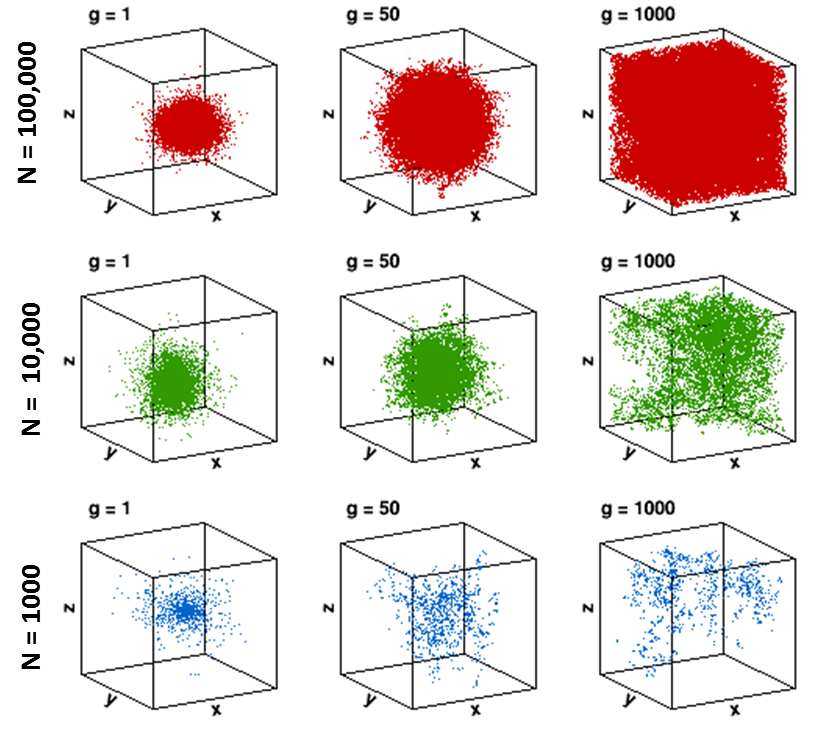 g = 1
g = 50
g = 1000
N = 100,000
z
y
x
z
y
x
z
y
x
g = 1
g = 50
g = 1000
N = 10,000
z
y
x
z
y
x
z
y
x
g = 1
g = 50
g = 1000
N = 1000
z
y
x
z
y
x
z
y
x